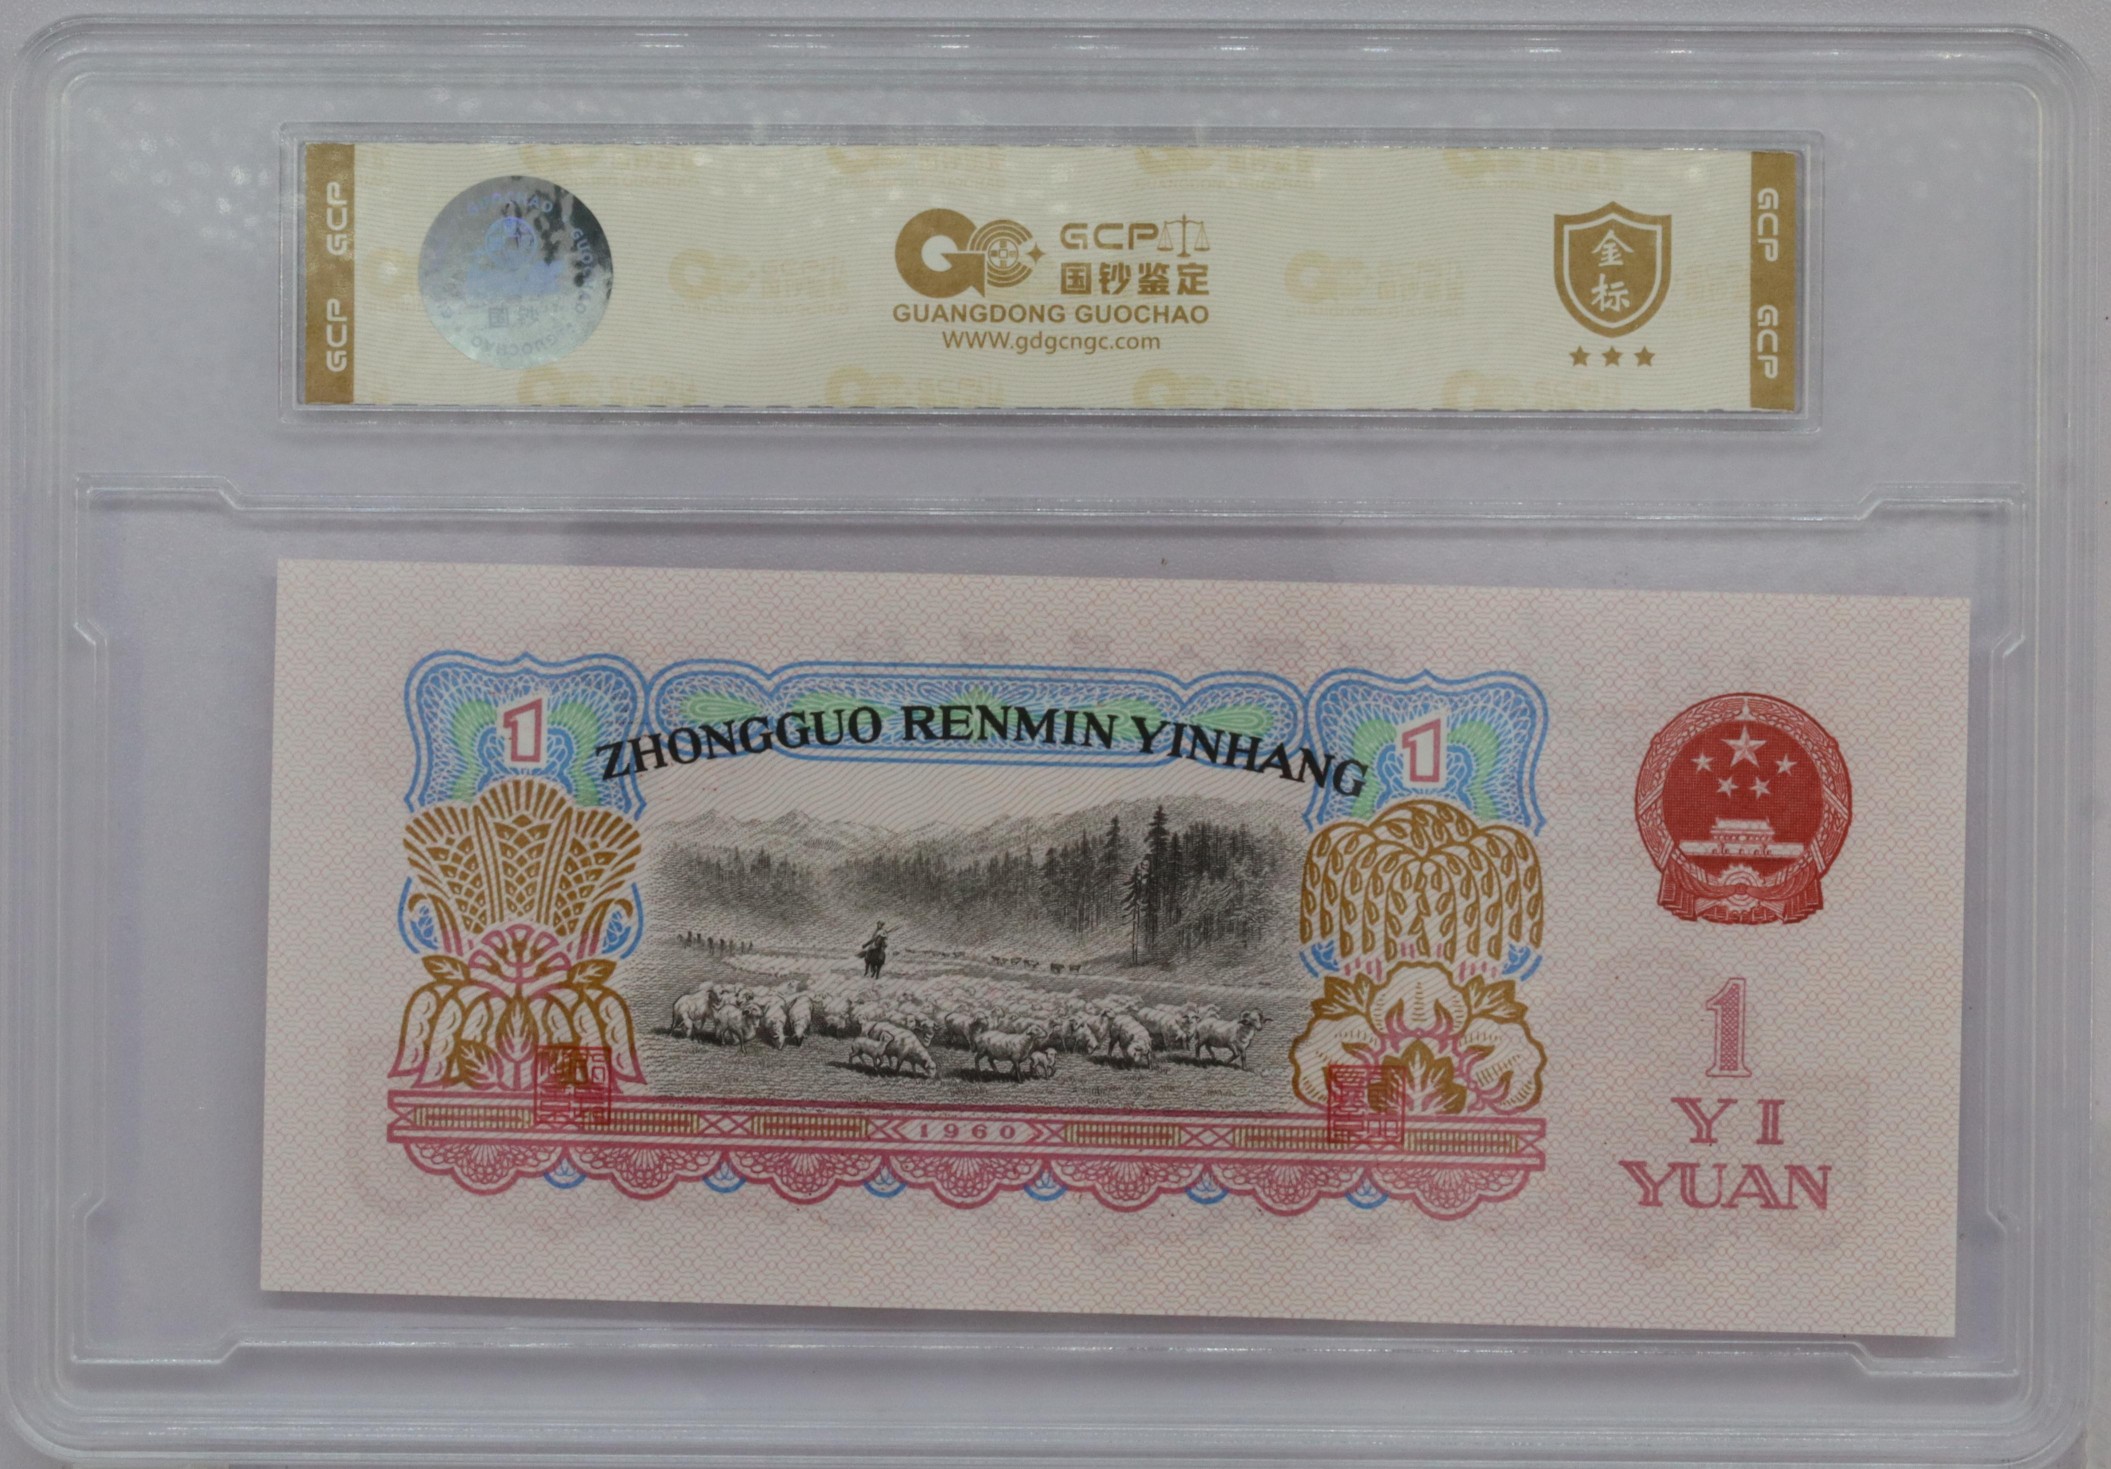 GCP GCP
GCP
国钞鉴定
GUANGDONG GUOCHAO
WWW.gdgcngc.com
金
标
GCP GCP
1
ZHONGGUO RENMIN YINHANG
1
1960
1
YI
YUAN